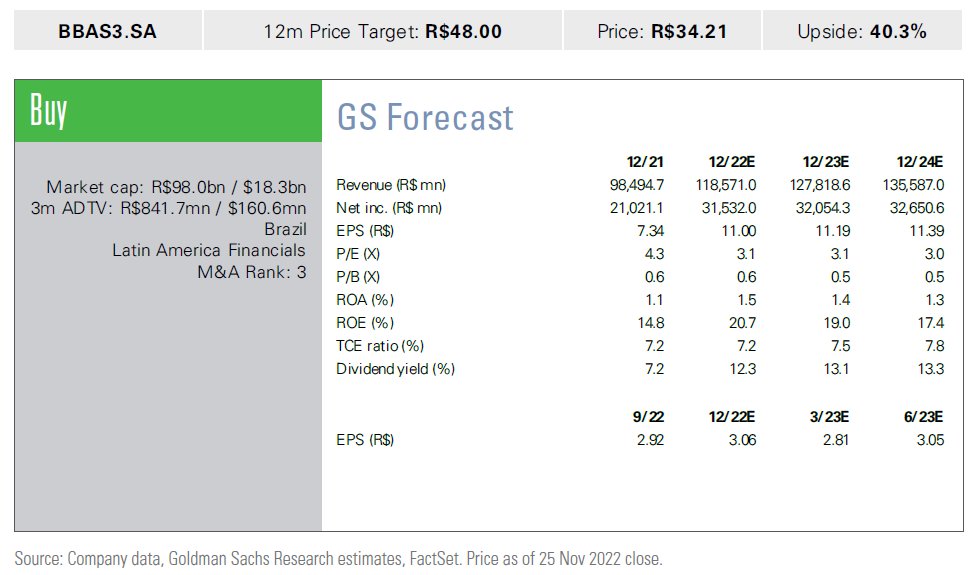 BBAS3.SA 12m Price Target: R$48.00 Price: R$34.21 Upside: 40.3%
Buy
Market cap: R$98.0bn / $18.3bn
3m ADTV: R$841.7mn / $160.6mn
Brazil
Latin America Financials
M&A Rank: 3
GS Forecast
12/21 12/22E 12/23E 12/24E
Revenue (R$ mn) 98,494.7 118,571.0 127,818.6 135,587.0
Net inc. (R$ mn) 21,021.1 31,532.0 32,054.3 32,650.6
EPS (R$) 7.34 11.00 11.19 11.39
P/E (X) 4.3 3.1 3.1 3.0
P/B (X) 0.6 0.6 0.5 0.5
ROA (%) 1.1 1.5 1.4 1.3
ROE (%) 14.8 20.7 19.0 17.4
TCE ratio (%) 7.2 7.2 7.5 7.8
Dividend yield (%) 7.2 12.3 13.1 13.3
9/22 12/22E 3/23E 6/23E
EPS (R$) 2.92 3.06 2.81 3.05
Source: Company data, Goldman Sachs Research estimates, FactSet. Price as of 25 Nov 2022 close.